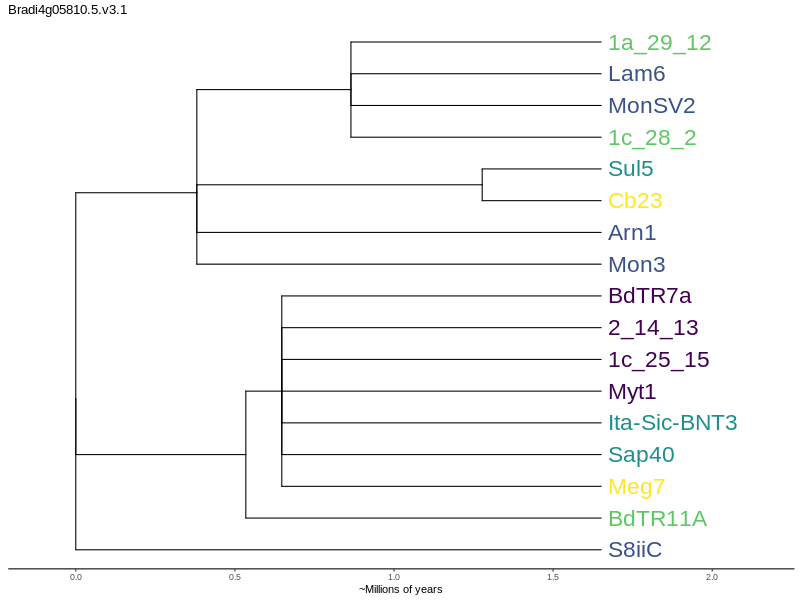 Bradi4g05810.5.v3.1
1a_29_12
Lam6
MonSV2
1c_28_2
Sul5
Cb23
Arn1
Mon3
BdTR7a
2_14_13
1c_25_15
Myt1
Ita-Sic-BNT3
Sap40
Meg7
BdTR11A
S8iiC
0.0 0.5 1.0 1.5 2.0
~Millions of years